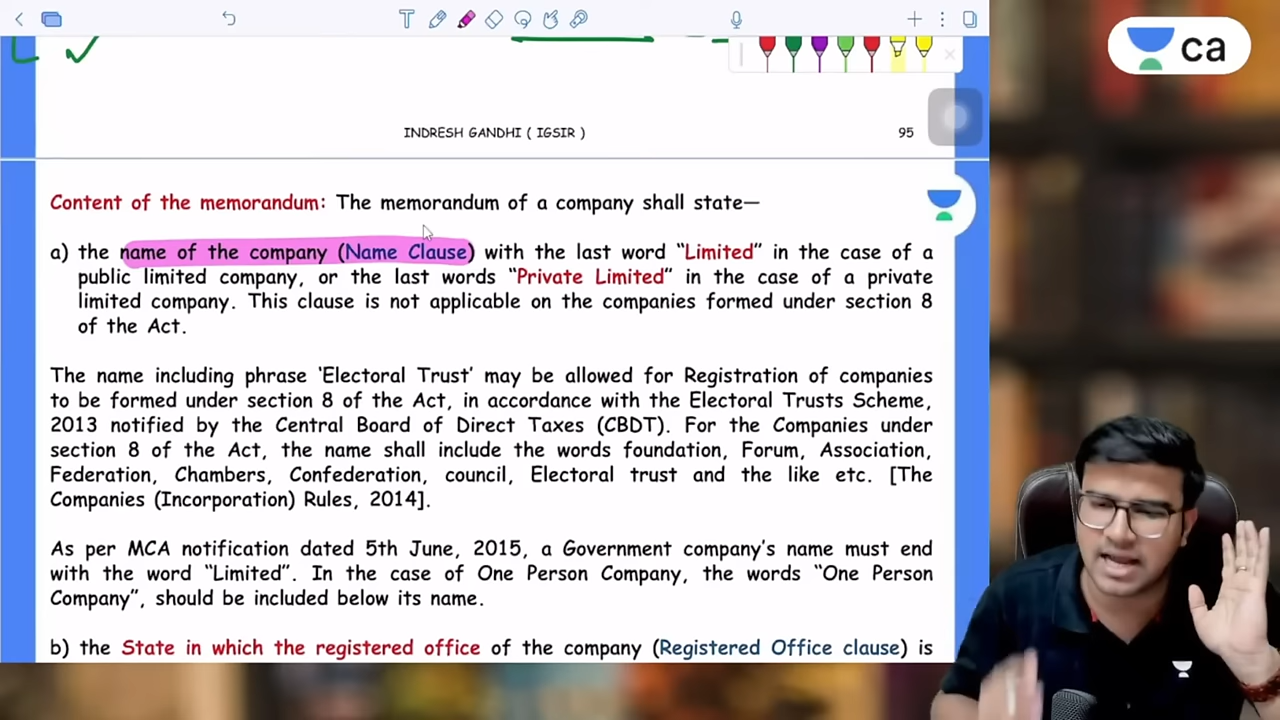 ca
INDRESH GANDHI ( IGSIR )
95
Content of the memorandum: The memorandum of a company shall state—
a) the name of the company (Name Clause) with the last word “Limited” in the case of a
public limited company, or the last words “Private Limited” in the case of a private
limited company. This clause is not applicable on the companies formed under section 8
of the Act.
The name including phrase ‘Electoral Trust’ may be allowed for Registration of companies
to be formed under section 8 of the Act, in accordance with the Electoral Trusts Scheme,
2013 notified by the Central Board of Direct Taxes (CBDT). For the Companies under
section 8 of the Act, the name shall include the words foundation, Forum, Association,
Federation, Chambers, Confederation, council, Electoral trust and the like etc. [The
Companies (Incorporation) Rules, 2014].
As per MCA notification dated 5th June, 2015, a Government company’s name must end
with the word “Limited”. In the case of One Person Company, the words “One Person
Company”, should be included below its name.
b) the State in which the registered office of the company (Registered Office clause) is